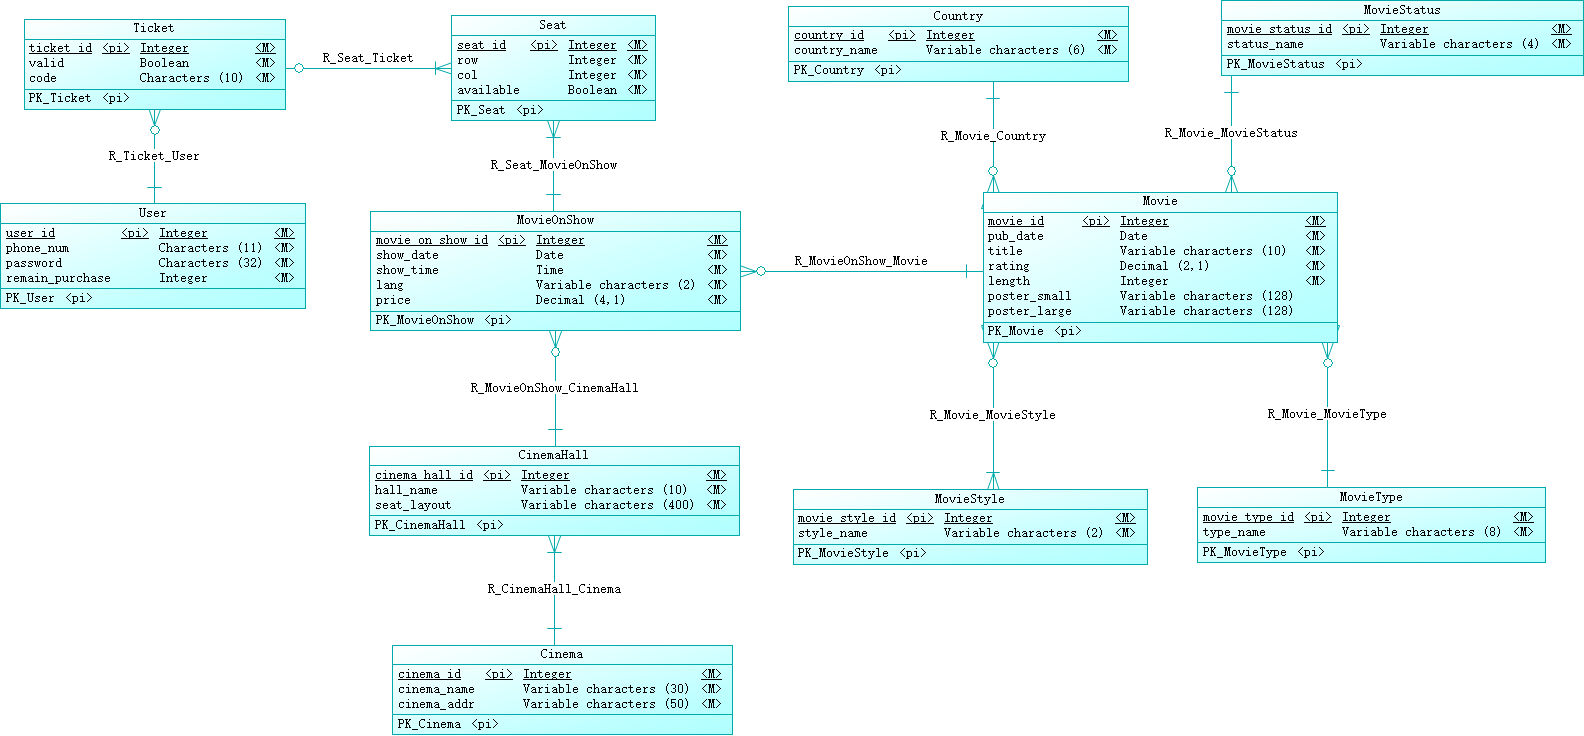 Ticket
ticket_id <pi> Integer <M>
valid Boolean <M>
code Characters (10) <M>
PK_Ticket <pi>
R_Seat_Ticket
Seat
seat_id <pi> Integer <M>
row Integer <M>
col Integer <M>
available Boolean <M>
PK_Seat <pi>
Country
country_id <pi> Integer <M>
country_name Variable characters (6) <M>
PK_Country <pi>
MovieStatus
movie_status_id <pi> Integer <M>
status_name Variable characters (4) <M>
PK_MovieStatus <pi>
R_Ticket_User
R_Seat_MovieOnShow
R_Movie_Country
R_Movie_MovieStatus
User
user_id <pi> Integer <M>
phone_num Characters (11) <M>
password Characters (32) <M>
remain_purchase Integer <M>
PK_User <pi>
MovieOnShow
movie_on_show_id <pi> Integer <M>
show_date Date <M>
show_time Time <M>
lang Variable characters (2) <M>
price Decimal (4,1) <M>
PK_MovieOnShow <pi>
R_MovieOnShow_Movie
Movie
movie_id <pi> Integer <M>
pub_date Date <M>
title Variable characters (10) <M>
rating Decimal (2,1) <M>
length Integer <M>
poster_small Variable characters (128)
poster_large Variable characters (128)
PK_Movie <pi>
R_MovieOnShow_CinemaHall
R_Movie_MovieStyle
R_Movie_MovieType
CinemaHall
cinema_hall_id <pi> Integer <M>
hall_name Variable characters (10) <M>
seat_layout Variable characters (400) <M>
PK_CinemaHall <pi>
MovieStyle
movie_style_id <pi> Integer <M>
style_name Variable characters (2) <M>
PK_MovieStyle <pi>
MovieType
movie_type_id <pi> Integer <M>
type_name Variable characters (8) <M>
PK_MovieType <pi>
R_CinemaHall_Cinema
Cinema
cinema_id <pi> Integer <M>
cinema_name Variable characters (30) <M>
cinema_addr Variable characters (50) <M>
PK_Cinema <pi>